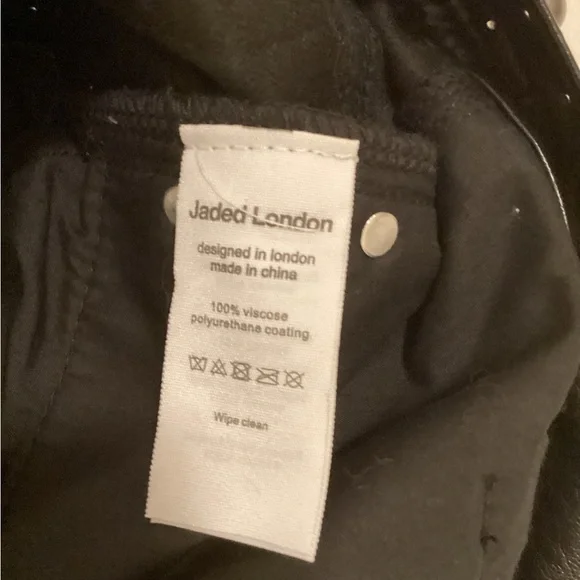 Jaded London
designed in london
made in china
100% viscose
polyurethane coating
Wipe clean